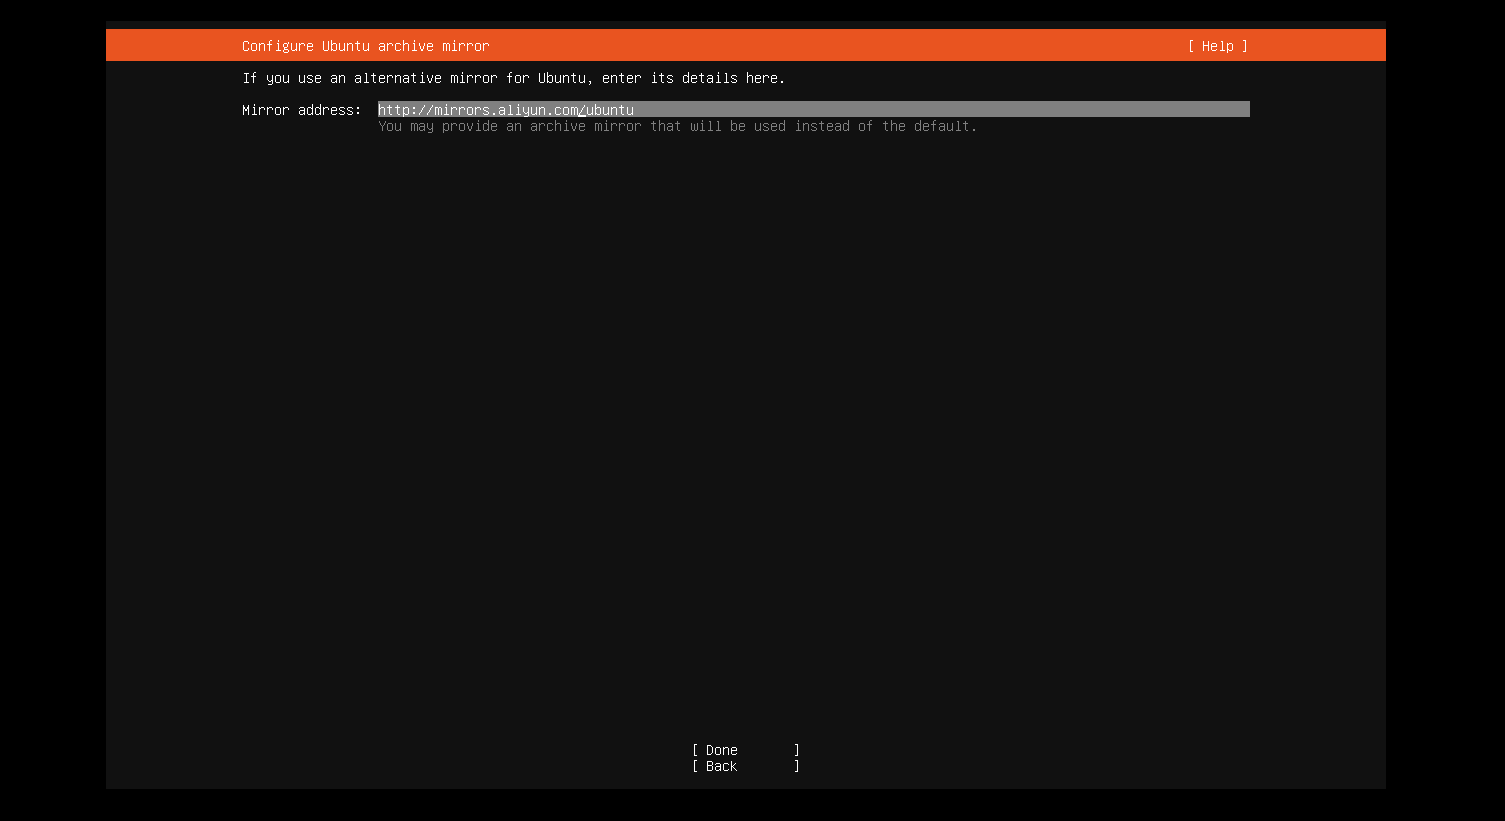 Configure Ubuntu archive mirror [ Help ]
If you use an alternative mirror for Ubuntu, enter its details here.
Mirror address: http://mirrors.aliyun.com/ubuntu
You may provide an archive mirror that will be used instead of the default.
[ Done ]
[ Back ]